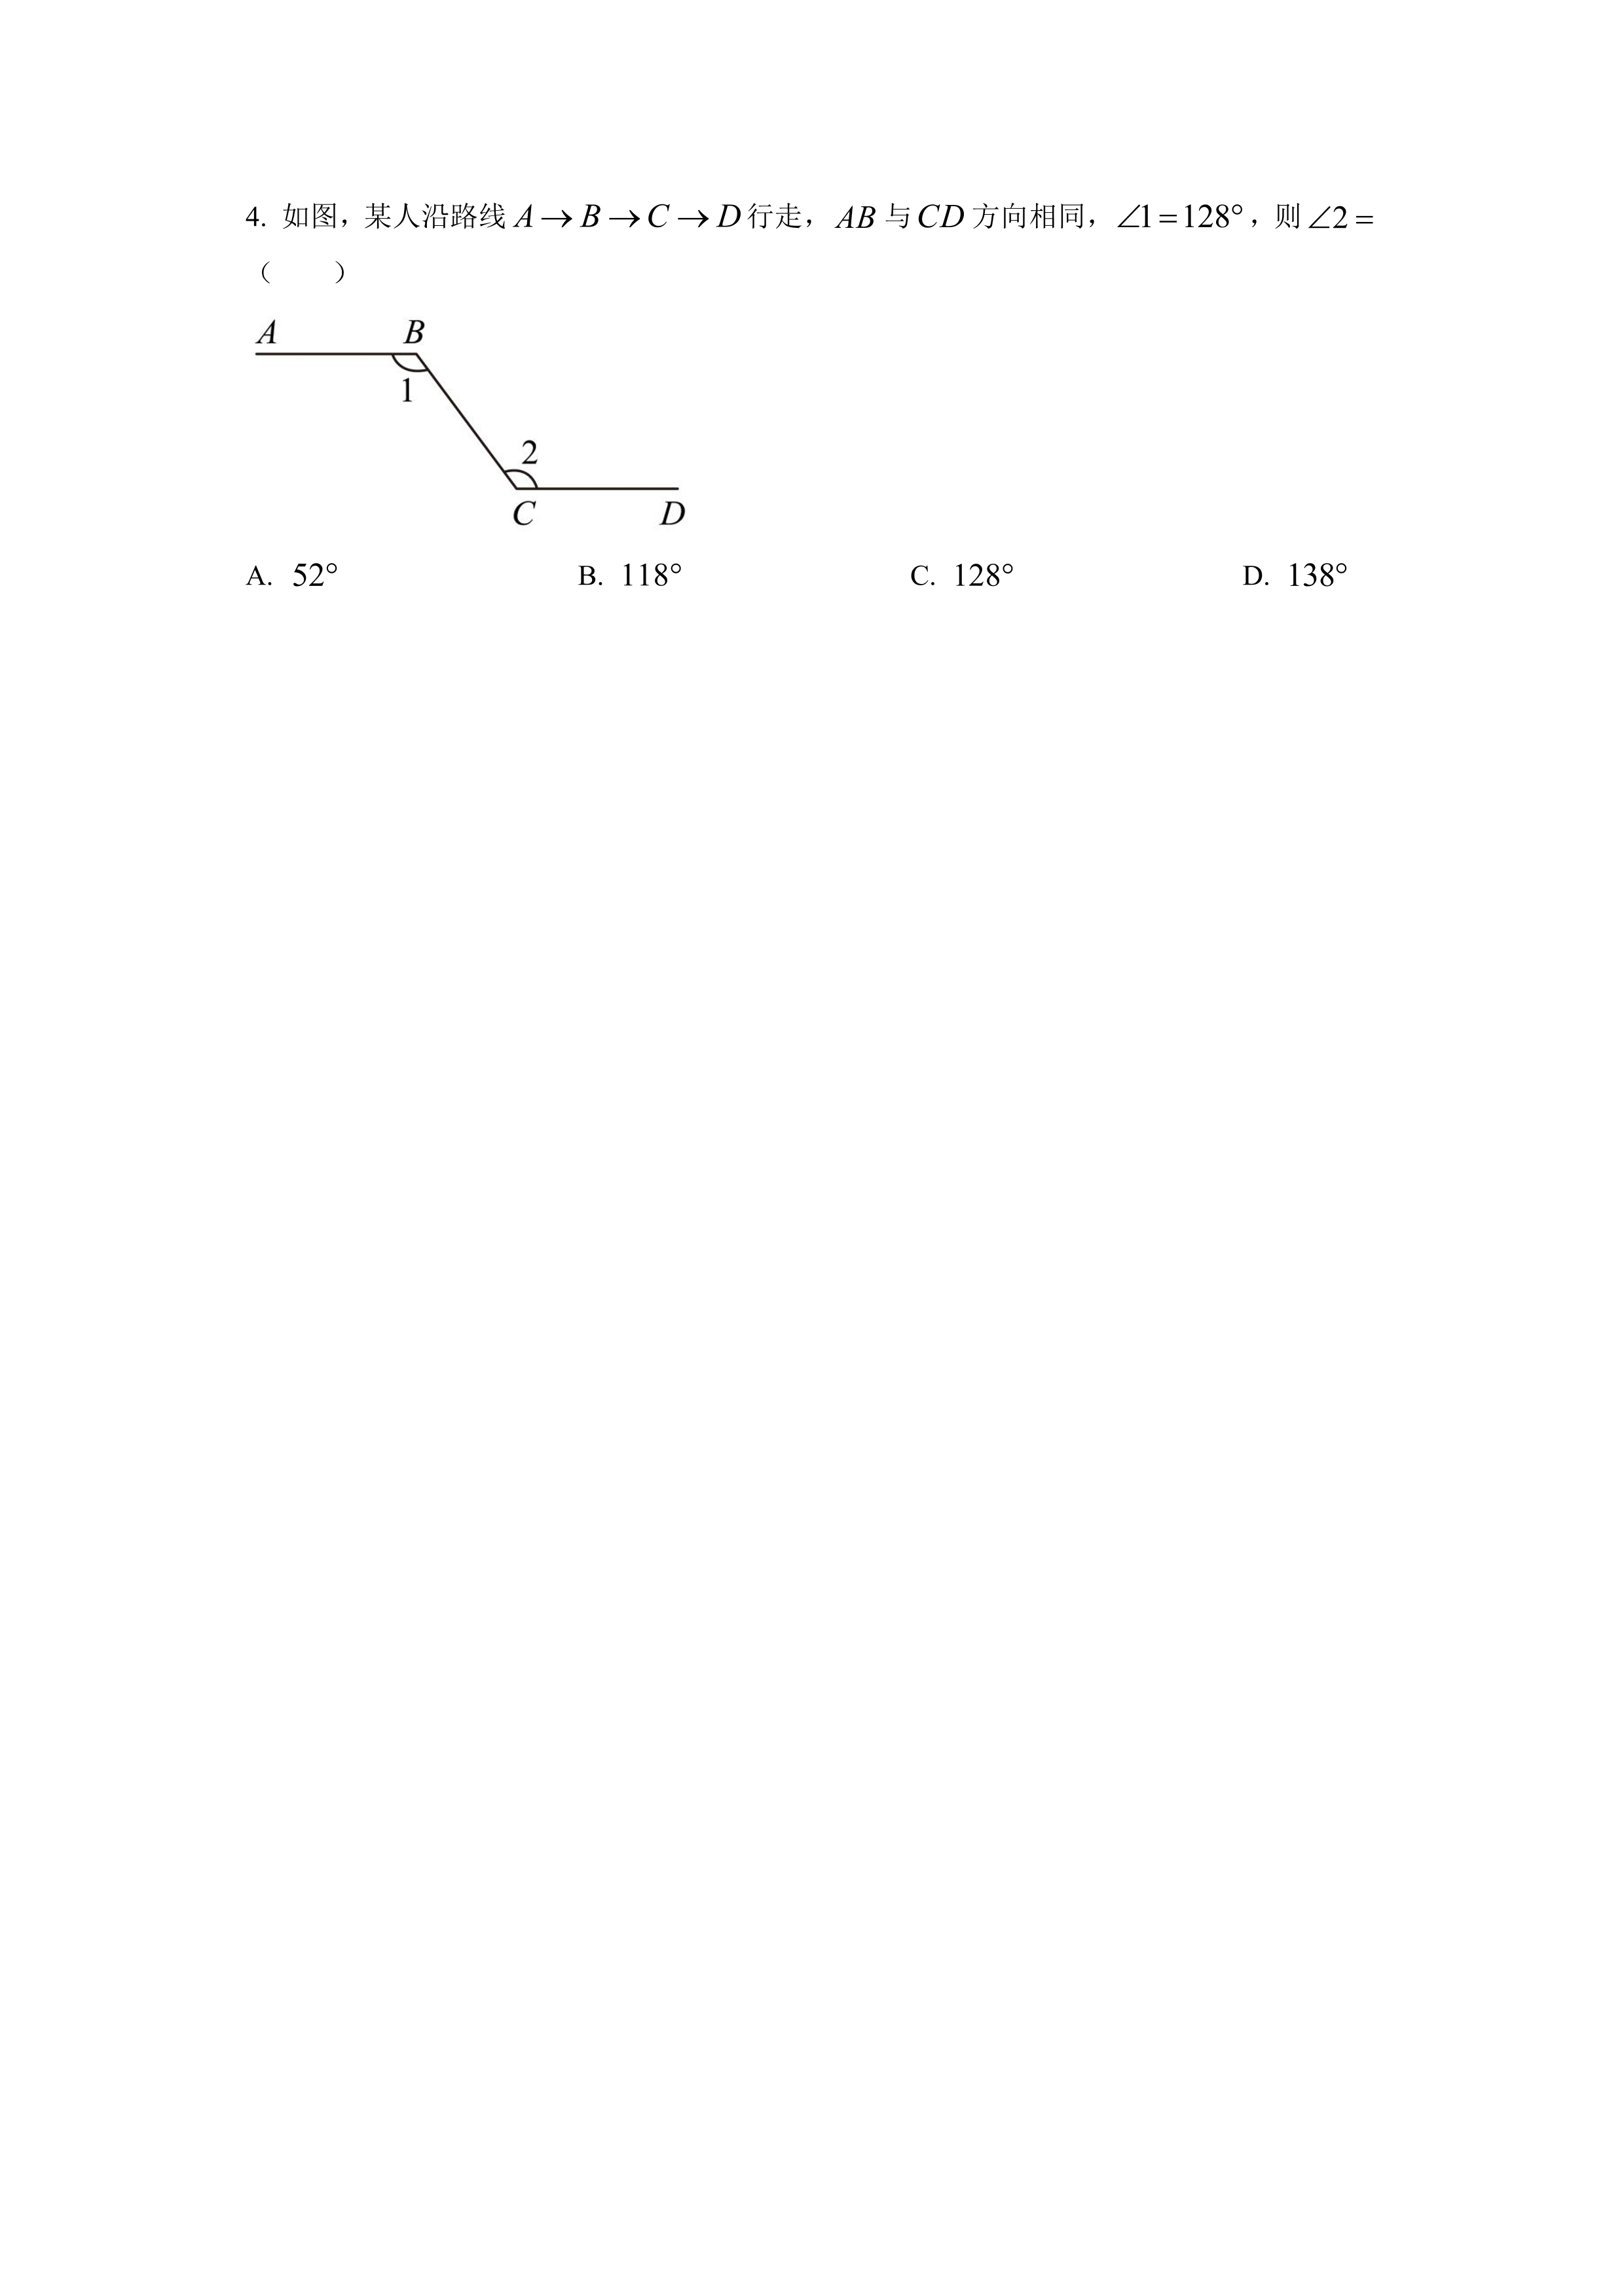 4. 如图，某人沿路线 A→B→C→D 行走，AB 与 CD 方向相同，∠1=128°，则 ∠2=
（　　）
A B
1
2
C D
A. 52° B. 118° C. 128° D. 138°